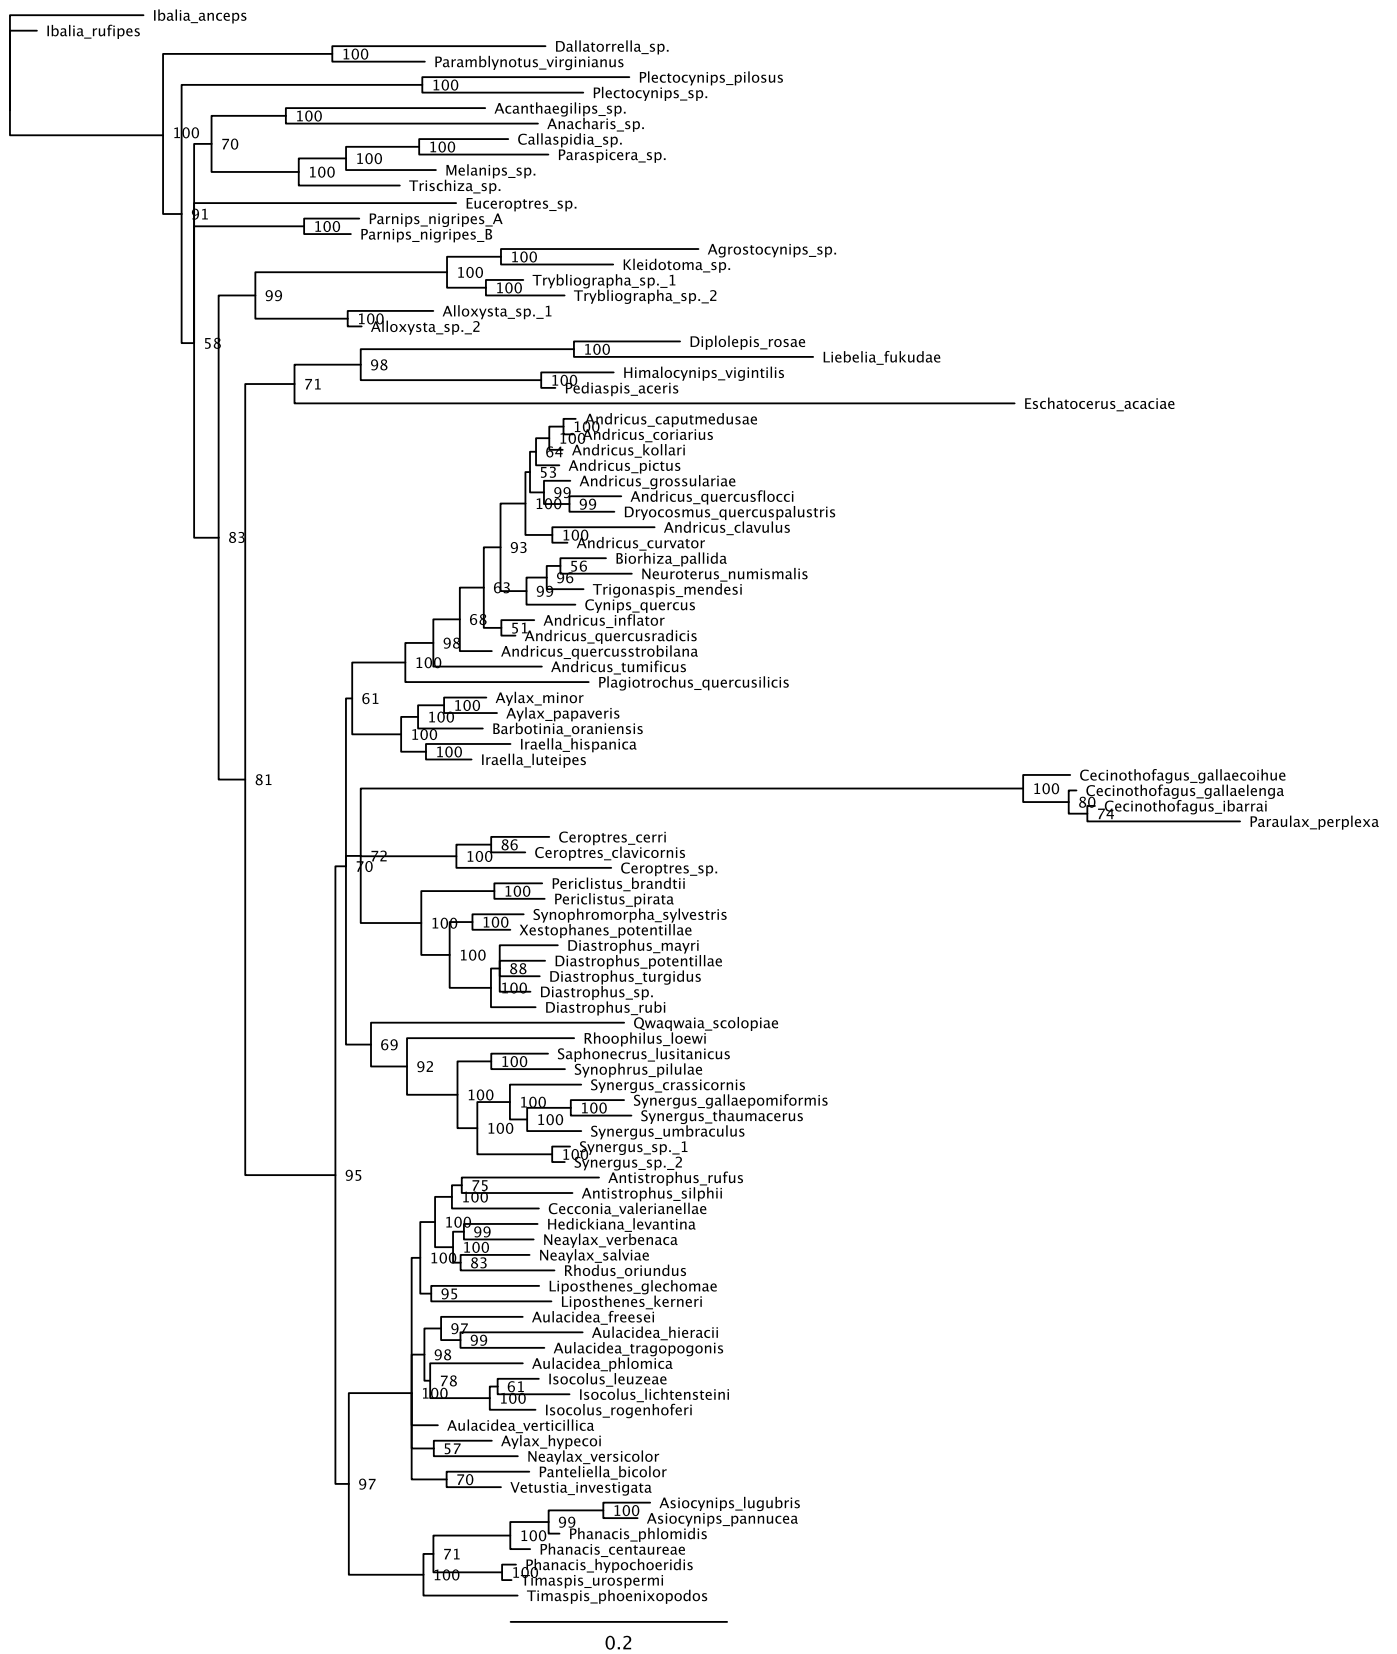 Ibalia_anceps
Ibalia_rufipes
Dallatorrella_sp.
100
Paramblynotus_virginianus
Plectocynips_pilosus
100
Plectocynips_sp.
Acanthaegilips_sp.
100
Anacharis_sp.
100
Callaspidia_sp.
70
100
Paraspicera_sp.
100
Melanips_sp.
100
Trischiza_sp.
Euceroptres_sp.
91
Parnips_nigripes_A
100
Parnips_nigripes_B
Agrostocynips_sp.
100
Kleidotoma_sp.
100
Trybliographa_sp._1
100
Trybliographa_sp._2
99
Alloxysta_sp._1
100
Alloxysta_sp._2
58
Diplolepis_rosae
100
Liebelia_fukudae
98
Himalocynips_vigintilis
100
Pediaspis_aceris
71
Eschatocerus_acaciae
Andricus_caputmedusae
100
Andricus_coriarius
100
Andricus_kollari
64
Andricus_pictus
53
Andricus_grossulariae
99
Andricus_quercusflocci
100
99
Dryocosmus_quercuspalustris
Andricus_clavulus
100
Andricus_curvator
83
93
Biorhiza_pallida
56
Neuroterus_numismalis
96
Trigonaspis_mendesi
63
99
Cynips_quercus
68
Andricus_inflator
51
Andricus_quercusradicis
98
Andricus_quercusstrobilana
100
Andricus_tumificus
Plagiotrochus_quercusilicis
61
Aylax_minor
100
Aylax_papaveris
100
Barbotinia_oraniensis
100
Iraella_hispanica
100
Iraella_luteipes
81
Cecinothofagus_gallaecoihue
100
Cecinothofagus_gallaelenga
80
Cecinothofagus_ibarrai
74
Paraulax_perplexa
Ceroptres_cerri
86
Ceroptres_clavicornis
72
100
70
Ceroptres_sp.
Periclistus_brandtii
100
Periclistus_pirata
Synophromorpha_sylvestris
100
100
Xestophanes_potentillae
Diastrophus_mayri
100
Diastrophus_potentillae
88
Diastrophus_turgidus
100
Diastrophus_sp.
Diastrophus_rubi
Qwaqwaia_scolopiae
69
Rhoophilus_loewi
92
Saphonecrus_lusitanicus
100
Synophrus_pilulae
100
Synergus_crassicornis
100
Synergus_gallaepomiformis
100
Synergus_thaumacerus
100
100
Synergus_umbraculus
Synergus_sp._1
100
Synergus_sp._2
95
Antistrophus_rufus
75
Antistrophus_silphii
100
Cecconia_valerianellae
100
Hedickiana_levantina
99
Neaylax_verbenaca
100
100
Neaylax_salviae
83
Rhodus_oriundus
Liposthenes_glechomae
95
Liposthenes_kerneri
Aulacidea_freesei
97
Aulacidea_hieracii
99
Aulacidea_tragopogonis
98
Aulacidea_phlomica
78
Isocolus_leuzeae
61
100
Isocolus_lichtensteini
100
Isocolus_rogenhoferi
Aulacidea_verticillica
Aylax_hypecoi
57
Neaylax_versicolor
Panteliella_bicolor
70
97
Vetustia_investigata
Asiocynips_lugubris
100
Asiocynips_pannucea
99
100
Phanacis_phlomidis
Phanacis_centaureae
71
Phanacis_hypochoeridis
100
100
Timaspis_urospermi
Timaspis_phoenixopodos
0.2